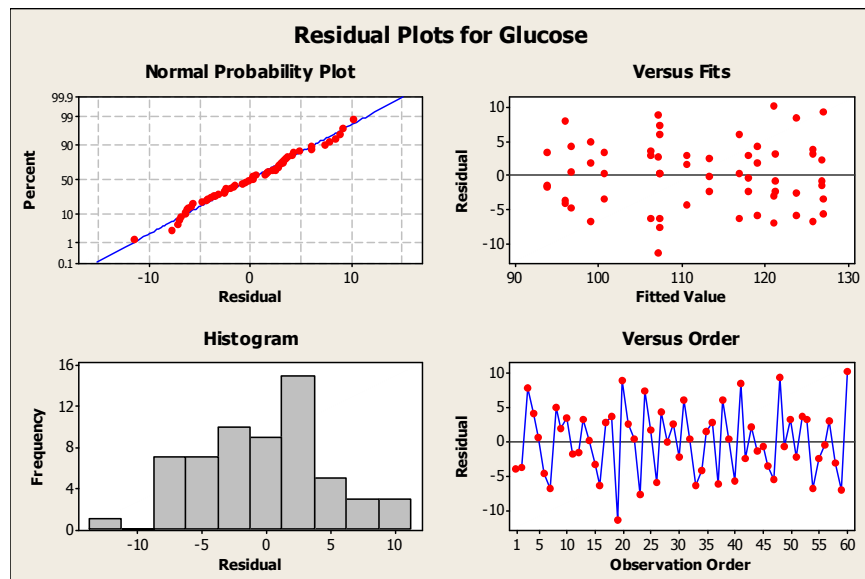 Residual Plots for Glucose
Normal Probability Plot
Percent
99.9
99
90
50
10
1
0.1
-10 0 10
Residual
Versus Fits
Residual
10
5
0
-5
-10
90 100 110 120 130
Fitted Value
Histogram
Frequency
16
12
8
4
0
-10 -5 0 5 10
Residual
Versus Order
Residual
10
5
0
-5
-10
1 5 10 15 20 25 30 35 40 45 50 55 60
Observation Order